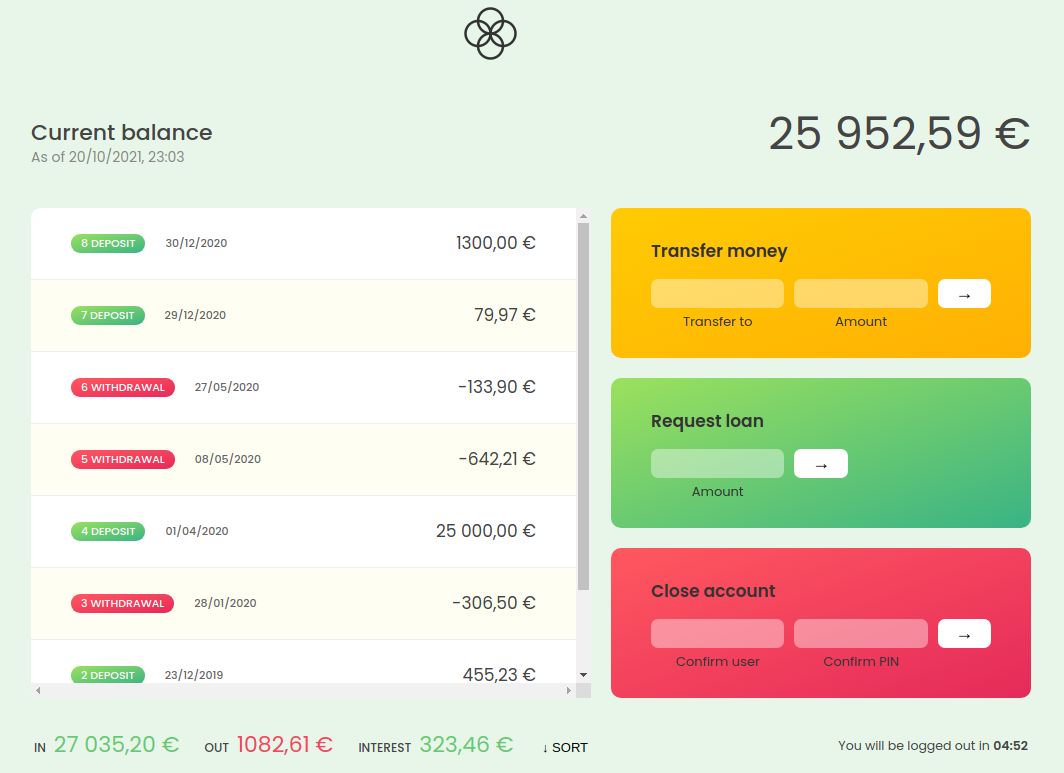 Current balance
As of 20/10/2021, 23:03
25 952,59 €
8 DEPOSIT 30/12/2020 1300,00 €
7 DEPOSIT 29/12/2020 79,97 €
6 WITHDRAWAL 27/05/2020 -133,90 €
5 WITHDRAWAL 08/05/2020 -642,21 €
4 DEPOSIT 01/04/2020 25 000,00 €
3 WITHDRAWAL 28/01/2020 -306,50 €
2 DEPOSIT 23/12/2019 455,23 €
Transfer money
→
Transfer to Amount
Request loan
→
Amount
Close account
→
Confirm user Confirm PIN
IN 27 035,20 € OUT 1082,61 € INTEREST 323,46 € ↓ SORT
You will be logged out in 04:52